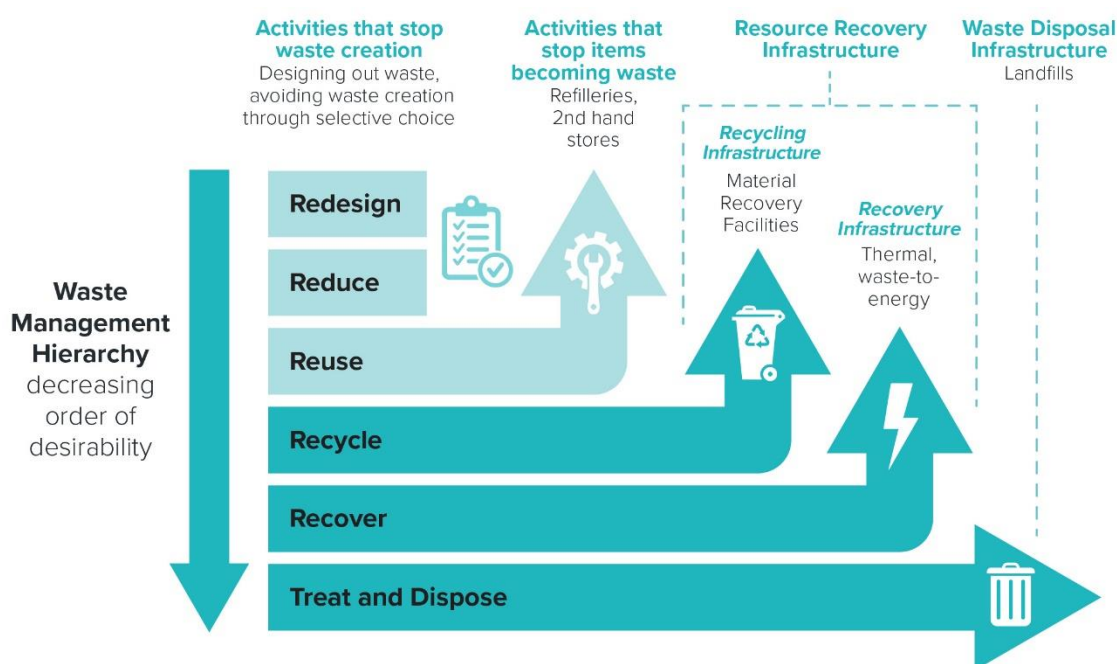 Activities that stop
waste creation
Designing out waste,
avoiding waste creation
through selective choice
Activities that
stop items
becoming waste
Refilleries,
2nd hand
stores
Resource Recovery
Infrastructure
Waste Disposal
Infrastructure
Landfills
Recycling
Infrastructure
Material
Recovery
Facilities
Recovery
Infrastructure
Thermal,
waste-to-
energy
Waste
Management
Hierarchy
decreasing
order of
desirability
Redesign
Reduce
Reuse
Recycle
Recover
Treat and Dispose